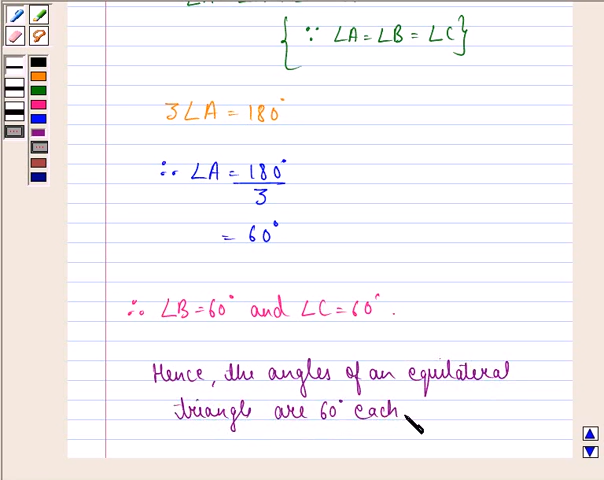 {∵ ∠A = ∠B = ∠C}
3∠A = 180°
∴ ∠A = 180°
3
= 60°
∴ ∠B = 60° and ∠C = 60°.
Hence, the angles of an equilateral
triangle are 60° each